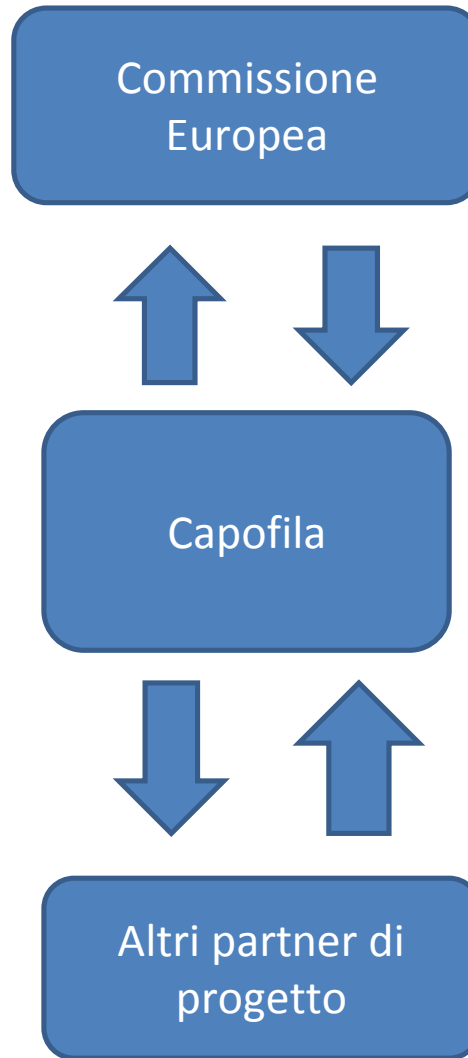 Commissione
Europea
Capofila
Altri partner di
progetto